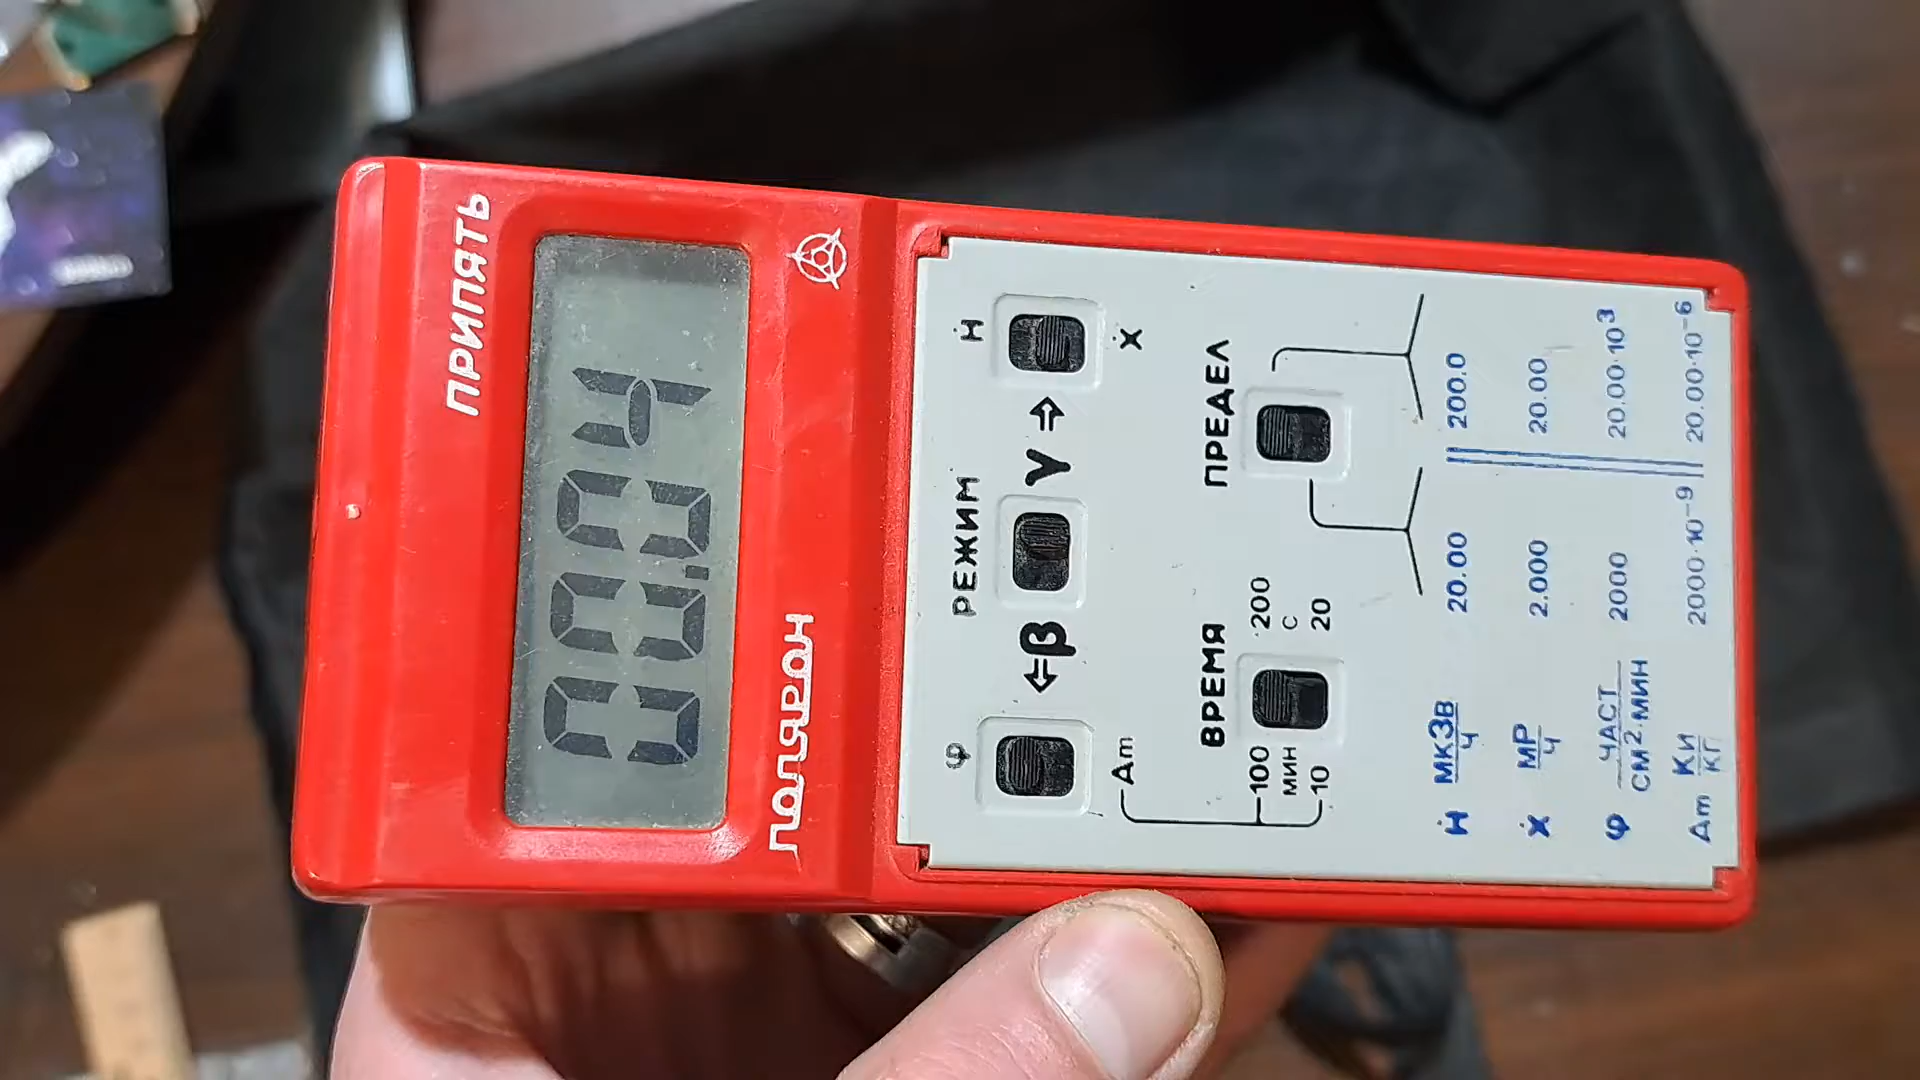 ПРИПЯТЬ
00.04
ПОЛЯРОН
φ РЕЖИМ Ḣ
⇐β γ⇒
Am Ẋ
ВРЕМЯ ПРЕДЕЛ
100 200
МИН С
10 20
Ḣ МКЗВ/Ч 20.00 200.0
Ẋ МР/Ч 2.000 20.00
φ ЧАСТ/СМ²·МИН 2000 20.00·10³
Am КИ/КГ 2000·10⁻⁹ 20.00·10⁻⁶